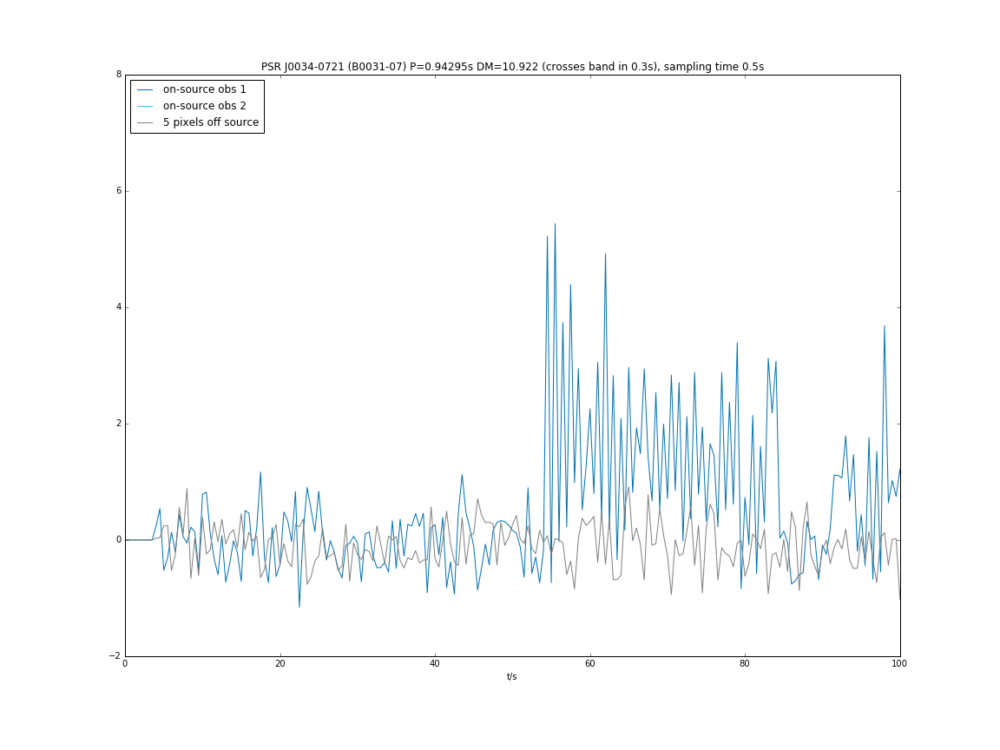 PSR J0034-0721 (B0031-07) P=0.94295s DM=10.922 (crosses band in 0.3s), sampling time 0.5s
8
on-source obs 1
on-source obs 2
5 pixels off source
6
4
2
0
−2
0 20 40 60 80 100
t/s